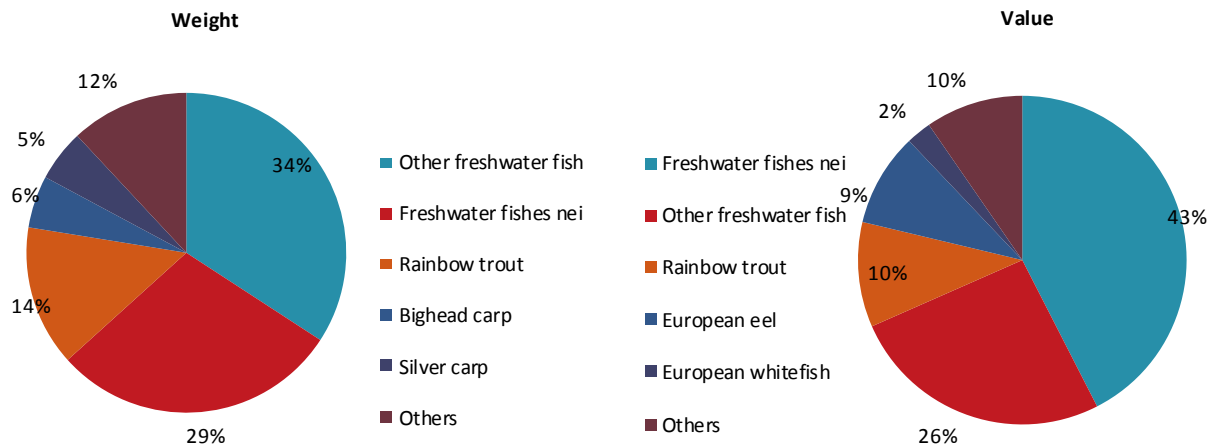 Weight
12%
5%
6%
14%
34%
29%
Other freshwater fish
Freshwater fishes nei
Rainbow trout
Bighead carp
Silver carp
Others
Value
10%
2%
9%
10%
43%
26%
Freshwater fishes nei
Other freshwater fish
Rainbow trout
European eel
European whitefish
Others